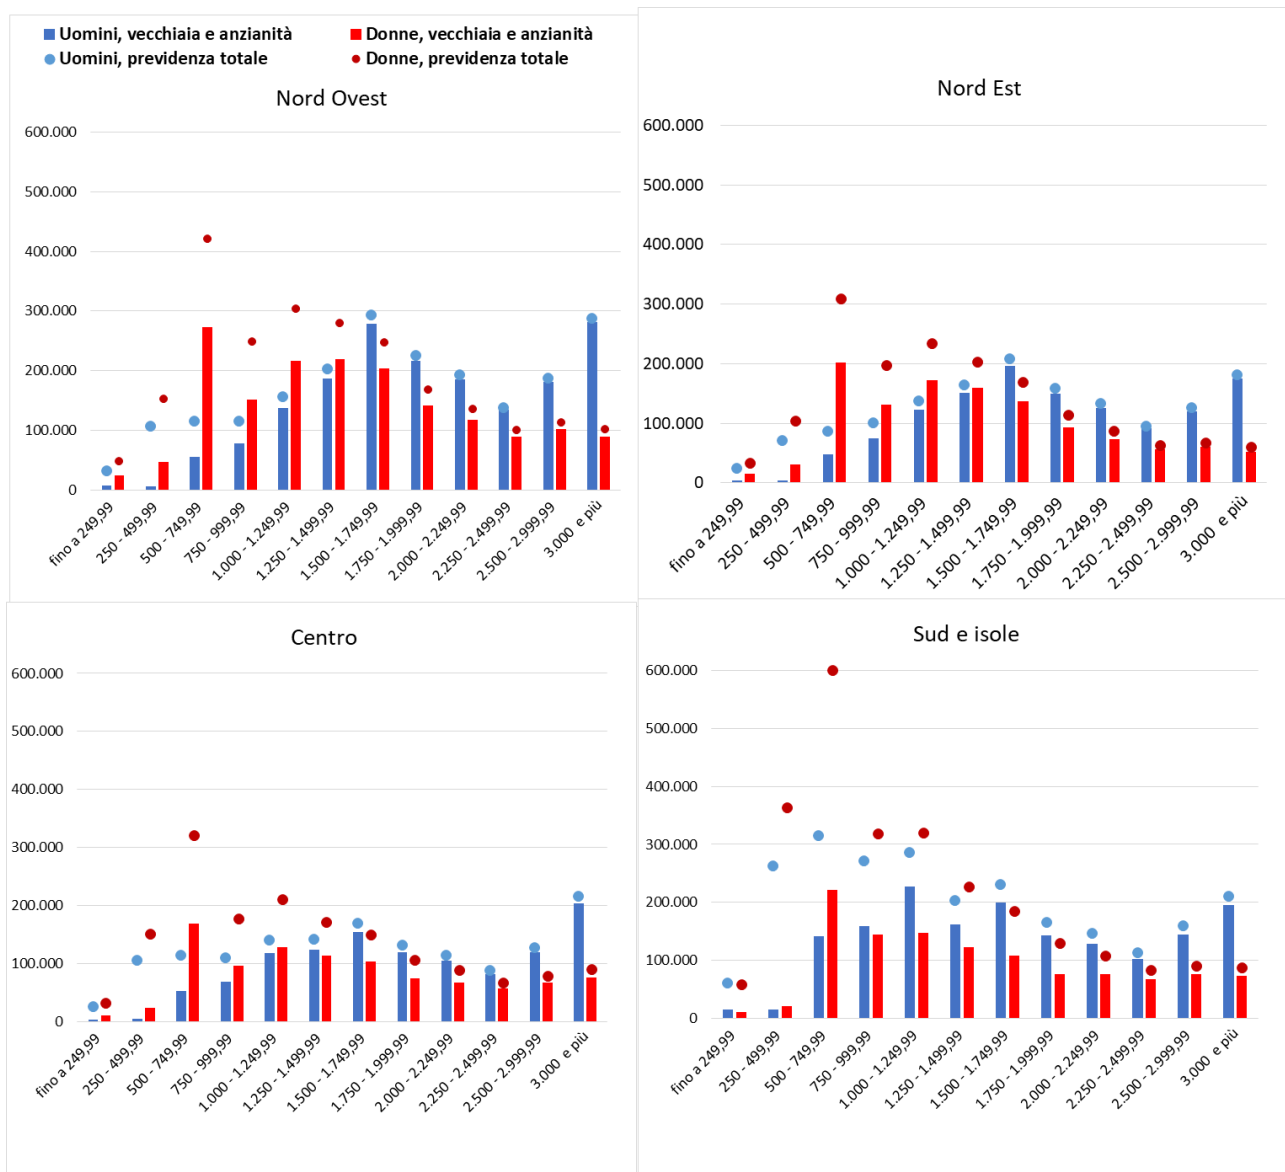 Uomini, vecchiaia e anzianità
Donne, vecchiaia e anzianità
Uomini, previdenza totale
Donne, previdenza totale
Nord Ovest
600.000
500.000
400.000
300.000
200.000
100.000
0
fino a 249,99
250 - 499,99
500 - 749,99
750 - 999,99
1.000 - 1.249,99
1.250 - 1.499,99
1.500 - 1.749,99
1.750 - 1.999,99
2.000 - 2.249,99
2.250 - 2.499,99
2.500 - 2.999,99
3.000 e più
Nord Est
600.000
500.000
400.000
300.000
200.000
100.000
0
fino a 249,99
250 - 499,99
500 - 749,99
750 - 999,99
1.000 - 1.249,99
1.250 - 1.499,99
1.500 - 1.749,99
1.750 - 1.999,99
2.000 - 2.249,99
2.250 - 2.499,99
2.500 - 2.999,99
3.000 e più
Centro
600.000
500.000
400.000
300.000
200.000
100.000
0
fino a 249,99
250 - 499,99
500 - 749,99
750 - 999,99
1.000 - 1.249,99
1.250 - 1.499,99
1.500 - 1.749,99
1.750 - 1.999,99
2.000 - 2.249,99
2.250 - 2.499,99
2.500 - 2.999,99
3.000 e più
Sud e isole
600.000
500.000
400.000
300.000
200.000
100.000
0
fino a 249,99
250 - 499,99
500 - 749,99
750 - 999,99
1.000 - 1.249,99
1.250 - 1.499,99
1.500 - 1.749,99
1.750 - 1.999,99
2.000 - 2.249,99
2.250 - 2.499,99
2.500 - 2.999,99
3.000 e più